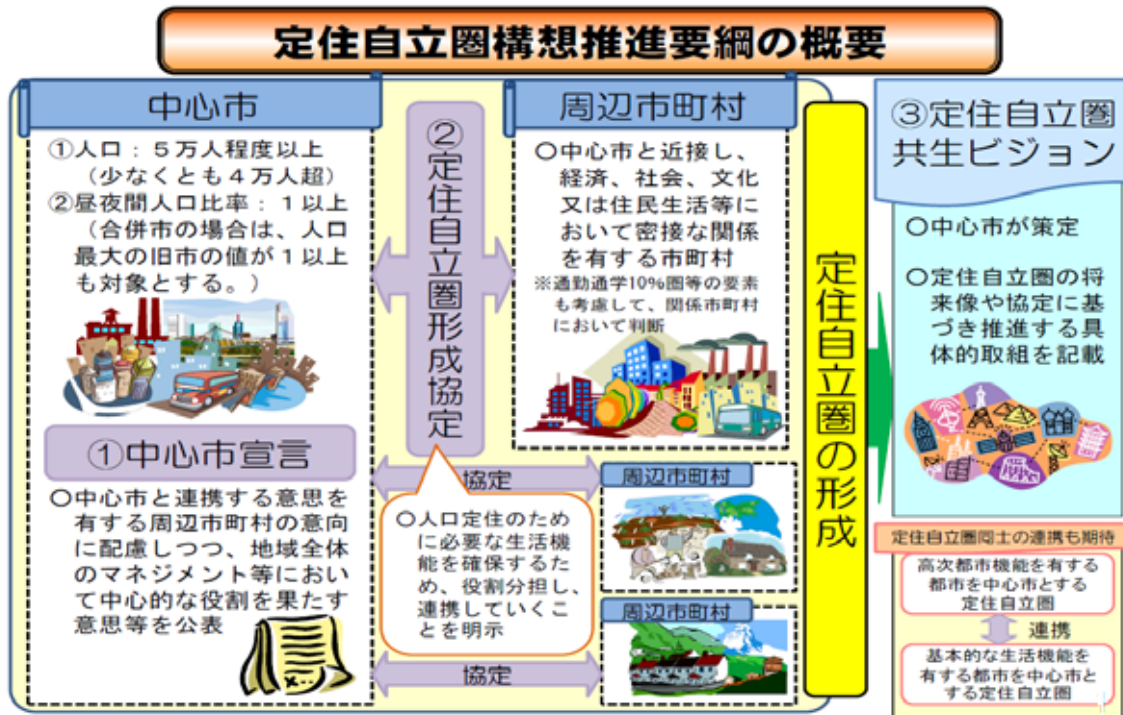 定住自立圏構想推進要綱の概要
中心市
①人口：５万人程度以上
（少なくとも４万人超）
②昼夜間人口比率：１以上
（合併市の場合は、人口
最大の旧市の値が１以上
も対象とする。）
①中心市宣言
○中心市と連携する意思を
有する周辺市町村の意向
に配慮しつつ、地域全体
のマネジメント等におい
て中心的な役割を果たす
意思等を公表
②定住自立圏形成協定
協定
○人口定住のため
に必要な生活機
能を確保するた
め、役割分担し、
連携していくこ
とを明示
協定
周辺市町村
○中心市と近接し、
経済、社会、文化
又は住民生活等に
おいて密接な関係
を有する市町村
※通勤通学10%圏等の要素
も考慮して、関係市町村
において判断
周辺市町村
周辺市町村
定住自立圏の形成
③定住自立圏
共生ビジョン
○中心市が策定
○定住自立圏の将
来像や協定に基
づき推進する具
体的取組を記載
定住自立圏同士の連携も期待
高次都市機能を有する
都市を中心市とする
定住自立圏
連携
基本的な生活機能を
有する都市を中心市と
する定住自立圏